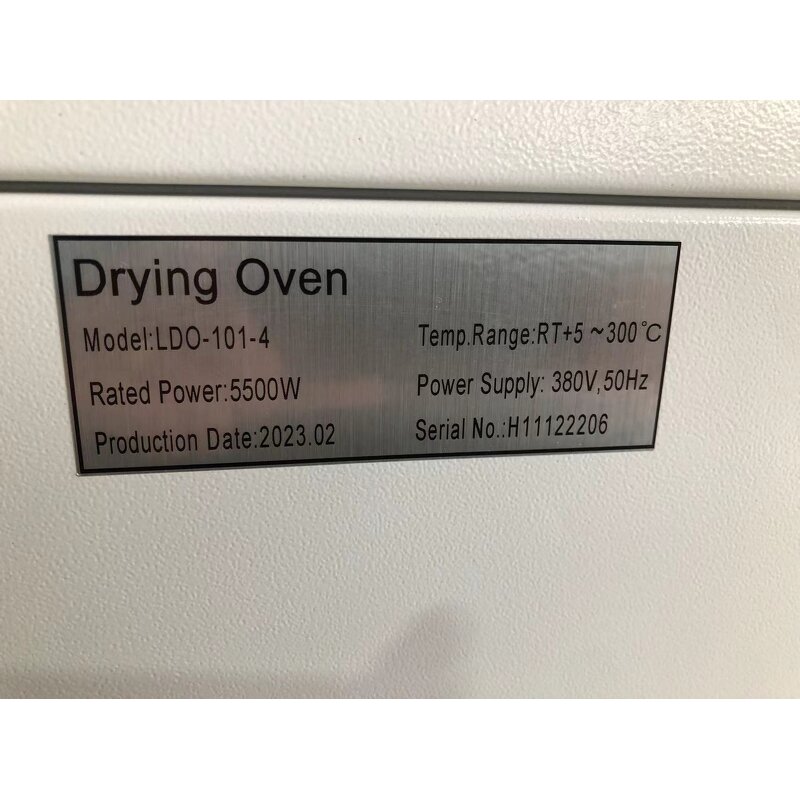 Drying Oven
Model:LDO-101-4
Temp.Range:RT+5 ~300℃
Rated Power:5500W
Power Supply: 380V,50Hz
Production Date:2023.02
Serial No.:H11122206